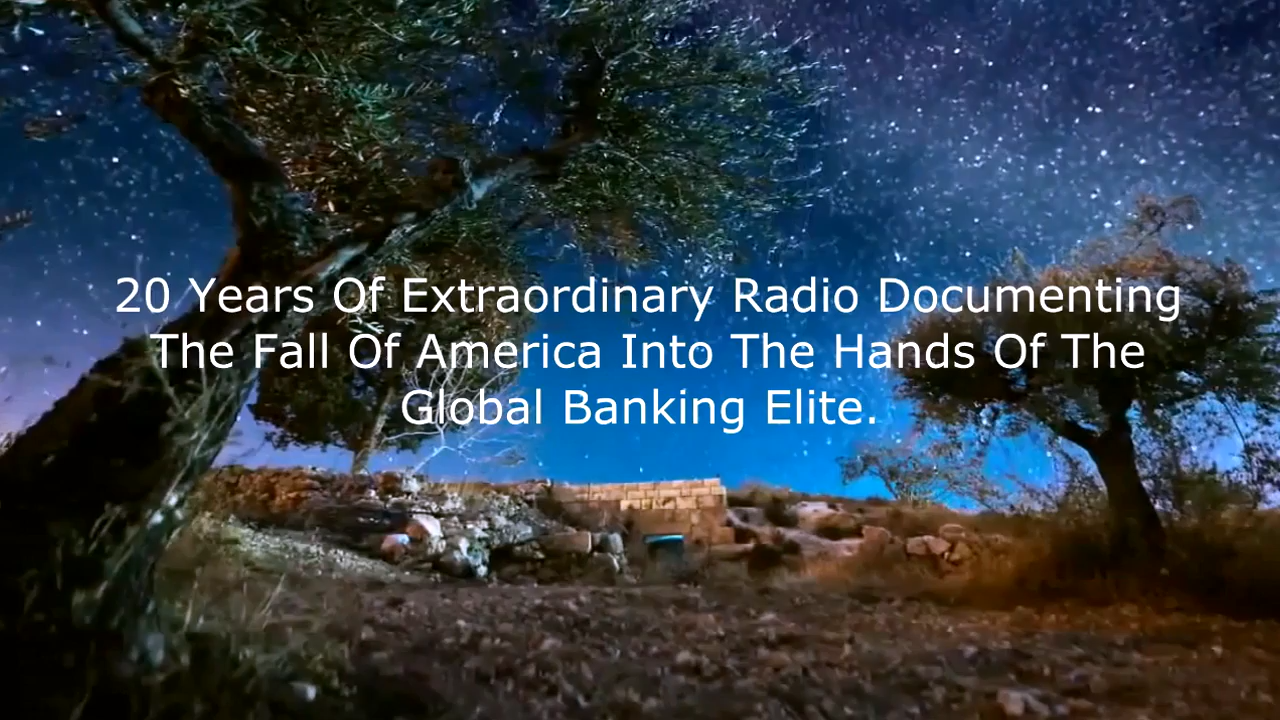 20 Years Of Extraordinary Radio Documenting
The Fall Of America Into The Hands Of The
Global Banking Elite.